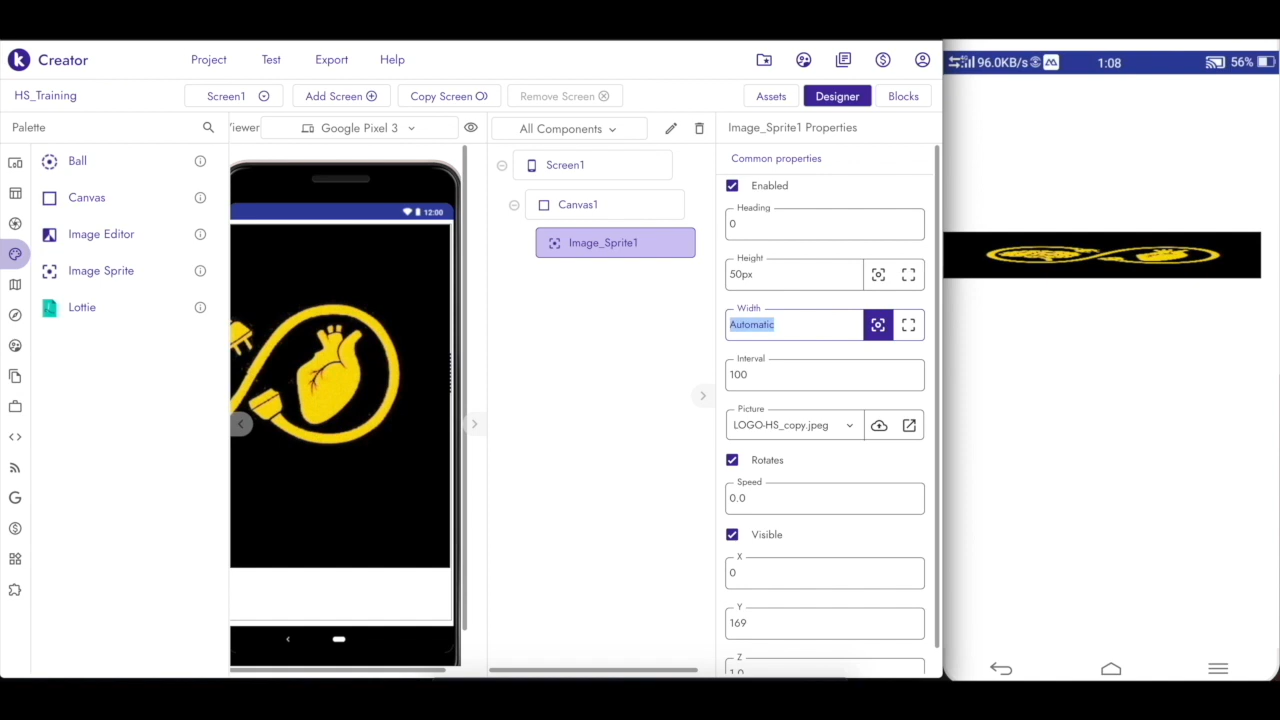 Creator
Project
Test
Export
Help
HS_Training
Screen1
Add Screen
Copy Screen
Remove Screen
Assets
Designer
Blocks
Palette
Viewer
Google Pixel 3
All Components
Image_Sprite1 Properties
Ball
Canvas
Image Editor
Image Sprite
Lottie
12:00
Screen1
Canvas1
Image_Sprite1
Common properties
Enabled
Heading
0
Height
50px
Width
Automatic
Interval
100
Picture
LOGO-HS_copy.jpeg
Rotates
Speed
0.0
Visible
X
0
Y
169
Z
1.0
96.0KB/s
1:08
56%